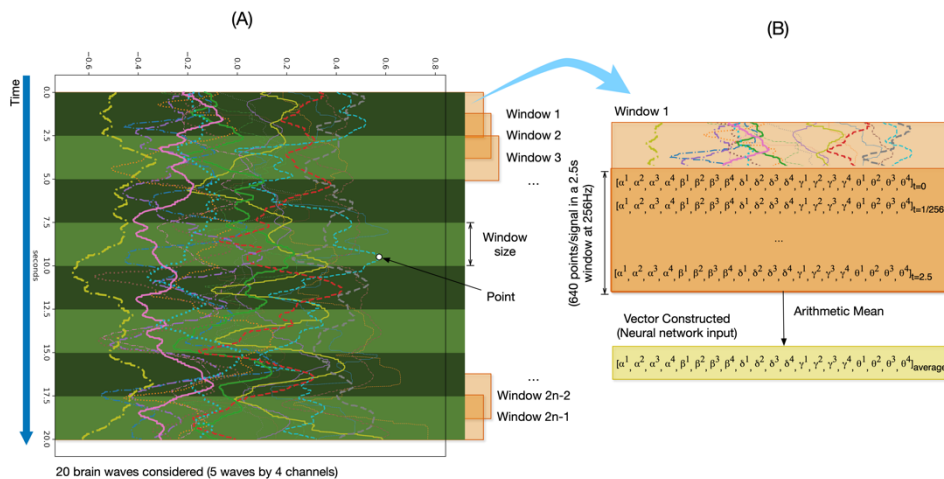 (A)
(B)
Time
−0.6
−0.4
−0.2
0.0
0.2
0.4
0.6
0.8
0.0
2.5
5.0
7.5
10.0
12.5
15.0
17.5
20.0
seconds
Window 1
Window 2
Window 3
...
Window
size
Point
...
Window 2n-2
Window 2n-1
20 brain waves considered (5 waves by 4 channels)
Window 1
(640 points/signal in a 2.5s
window at 256Hz)
[α¹, α², α³, α⁴, β¹, β², β³, β⁴, δ¹, δ², δ³, δ⁴, γ¹, γ², γ³, γ⁴, θ¹, θ², θ³, θ⁴]t=0
[α¹, α², α³, α⁴, β¹, β², β³, β⁴, δ¹, δ², δ³, δ⁴, γ¹, γ², γ³, γ⁴, θ¹, θ², θ³, θ⁴]t=1/256
...
[α¹, α², α³, α⁴, β¹, β², β³, β⁴, δ¹, δ², δ³, δ⁴, γ¹, γ², γ³, γ⁴, θ¹, θ², θ³, θ⁴]t=2.5
Arithmetic Mean
Vector Constructed
(Neural network input)
[α¹, α², α³, α⁴, β¹, β², β³, β⁴, δ¹, δ², δ³, δ⁴, γ¹, γ², γ³, γ⁴, θ¹, θ², θ³, θ⁴]average